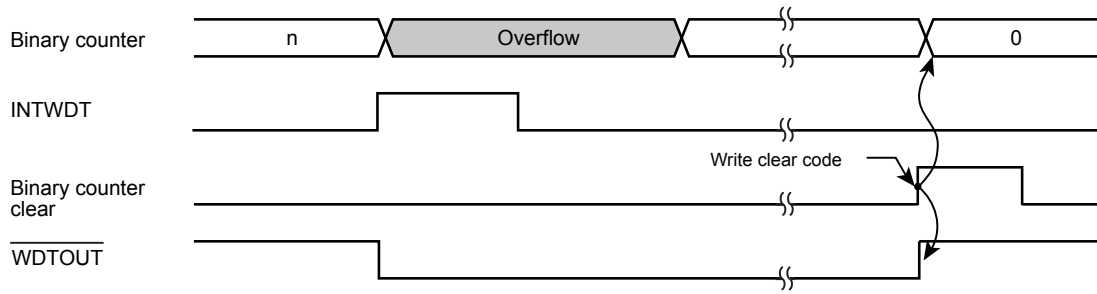 Binary counter
n
Overflow
0
INTWDT
Write clear code
Binary counter
clear
WDTOUT